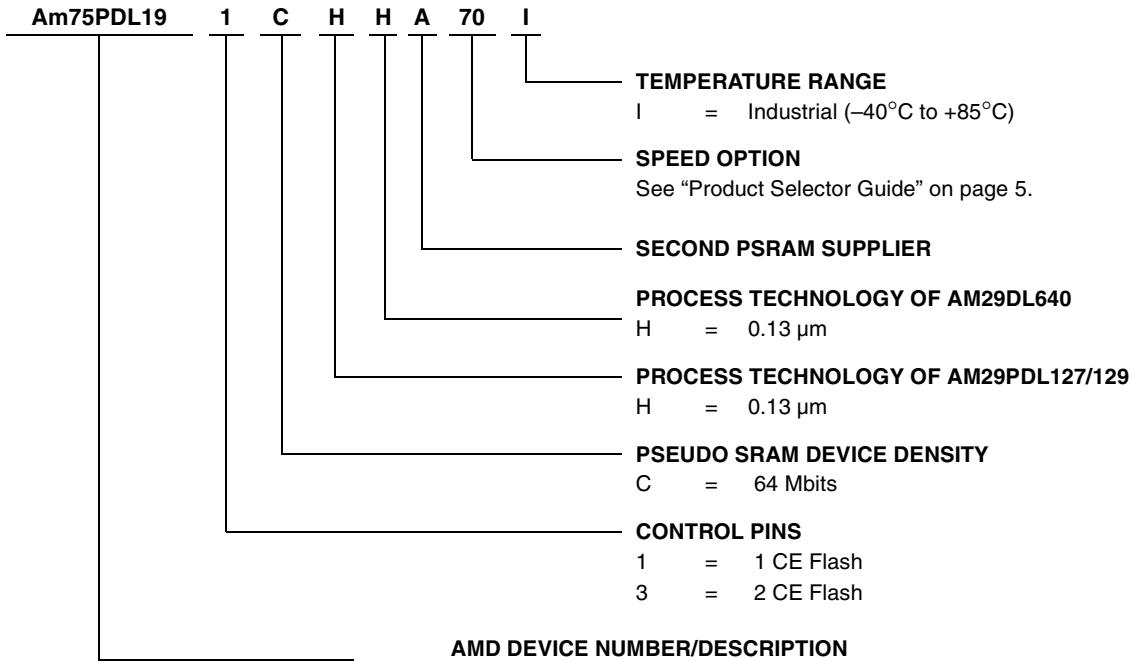 Am75PDL19 1 C H H A 70 I
TEMPERATURE RANGE
I = Industrial (–40°C to +85°C)
SPEED OPTION
See “Product Selector Guide” on page 5.
SECOND PSRAM SUPPLIER
PROCESS TECHNOLOGY OF AM29DL640
H = 0.13 µm
PROCESS TECHNOLOGY OF AM29PDL127/129
H = 0.13 µm
PSEUDO SRAM DEVICE DENSITY
C = 64 Mbits
CONTROL PINS
1 = 1 CE Flash
3 = 2 CE Flash
AMD DEVICE NUMBER/DESCRIPTION